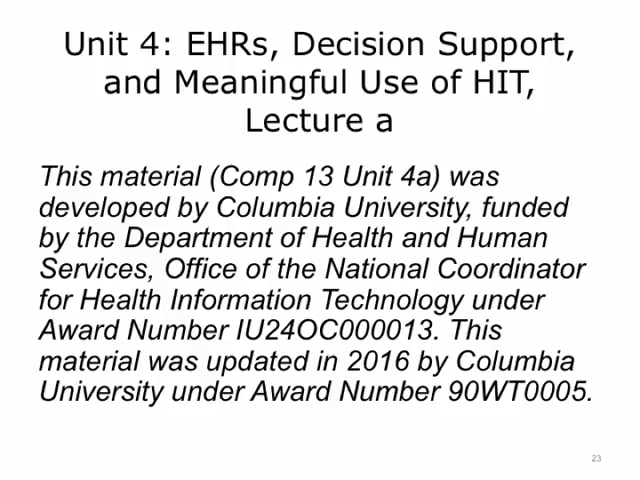 Unit 4: EHRs, Decision Support,
and Meaningful Use of HIT,
Lecture a
This material (Comp 13 Unit 4a) was
developed by Columbia University, funded
by the Department of Health and Human
Services, Office of the National Coordinator
for Health Information Technology under
Award Number IU24OC000013. This
material was updated in 2016 by Columbia
University under Award Number 90WT0005.
23